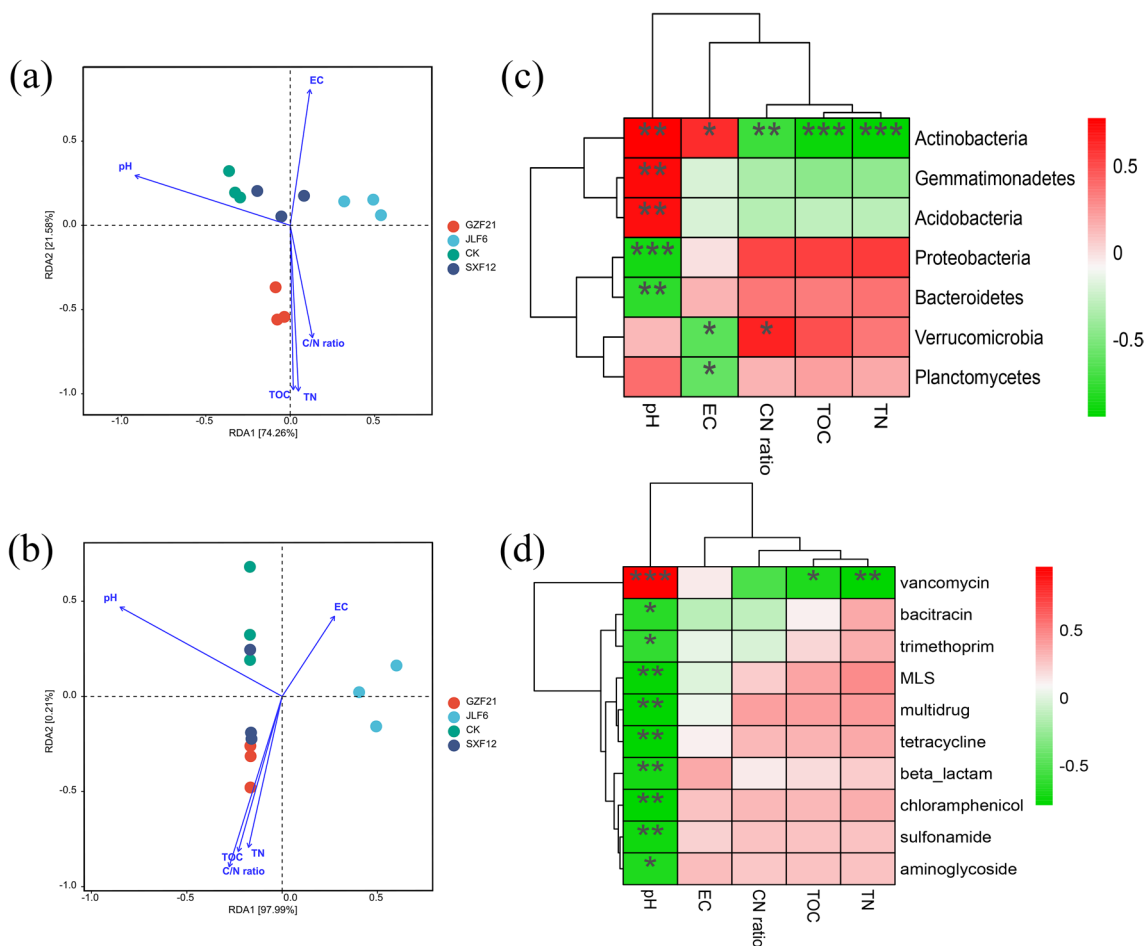 (a)
EC
pH
C/N ratio
TOC
TN
0.5
0.0
-0.5
-1.0
-1.0
-0.5
0.0
0.5
RDA2 [21.58%]
RDA1 [74.26%]
GZF21
JLF6
CK
SXF12
(c)
** * ** *** ***
**
**
***
**
* *
*
Actinobacteria
Gemmatimonadetes
Acidobacteria
Proteobacteria
Bacteroidetes
Verrucomicrobia
Planctomycetes
pH
EC
CN ratio
TOC
TN
0.5
0
-0.5
(b)
pH
EC
TOC
TN
C/N ratio
0.5
0.0
-0.5
-1.0
-1.0
-0.5
0.0
0.5
RDA2 [0.21%]
RDA1 [97.99%]
GZF21
JLF6
CK
SXF12
(d)
*** * **
*
*
**
**
**
**
**
**
*
vancomycin
bacitracin
trimethoprim
MLS
multidrug
tetracycline
beta_lactam
chloramphenicol
sulfonamide
aminoglycoside
pH
EC
CN ratio
TOC
TN
0.5
0
-0.5